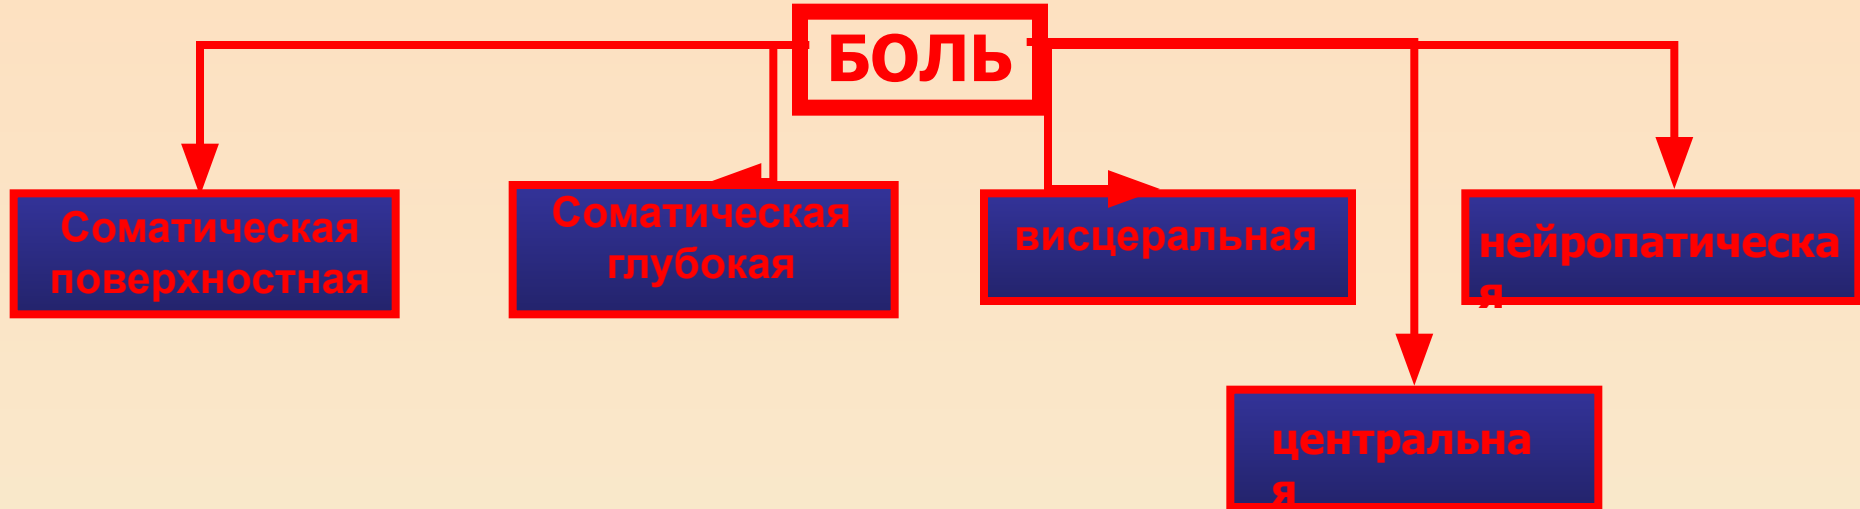 БОЛЬ
Соматическая
поверхностная
Соматическая
глубокая
висцеральная
нейропатическа
я
центральна
я